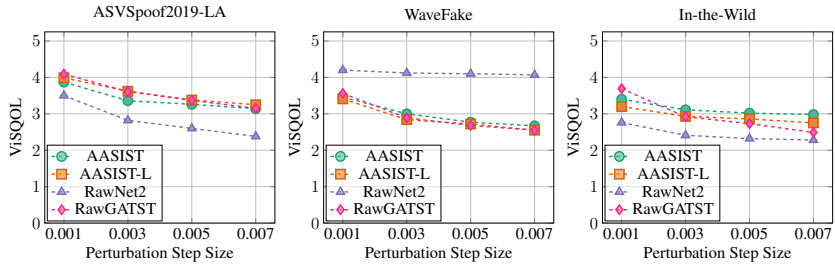 ASVSpoof2019-LA
ViSQOL
5
4
3
2
1
0
AASIST
AASIST-L
RawNet2
RawGATST
0.001 0.003 0.005 0.007
Perturbation Step Size
WaveFake
ViSQOL
5
4
3
2
1
0
AASIST
AASIST-L
RawNet2
RawGATST
0.001 0.003 0.005 0.007
Perturbation Step Size
In-the-Wild
ViSQOL
5
4
3
2
1
0
AASIST
AASIST-L
RawNet2
RawGATST
0.001 0.003 0.005 0.007
Perturbation Step Size